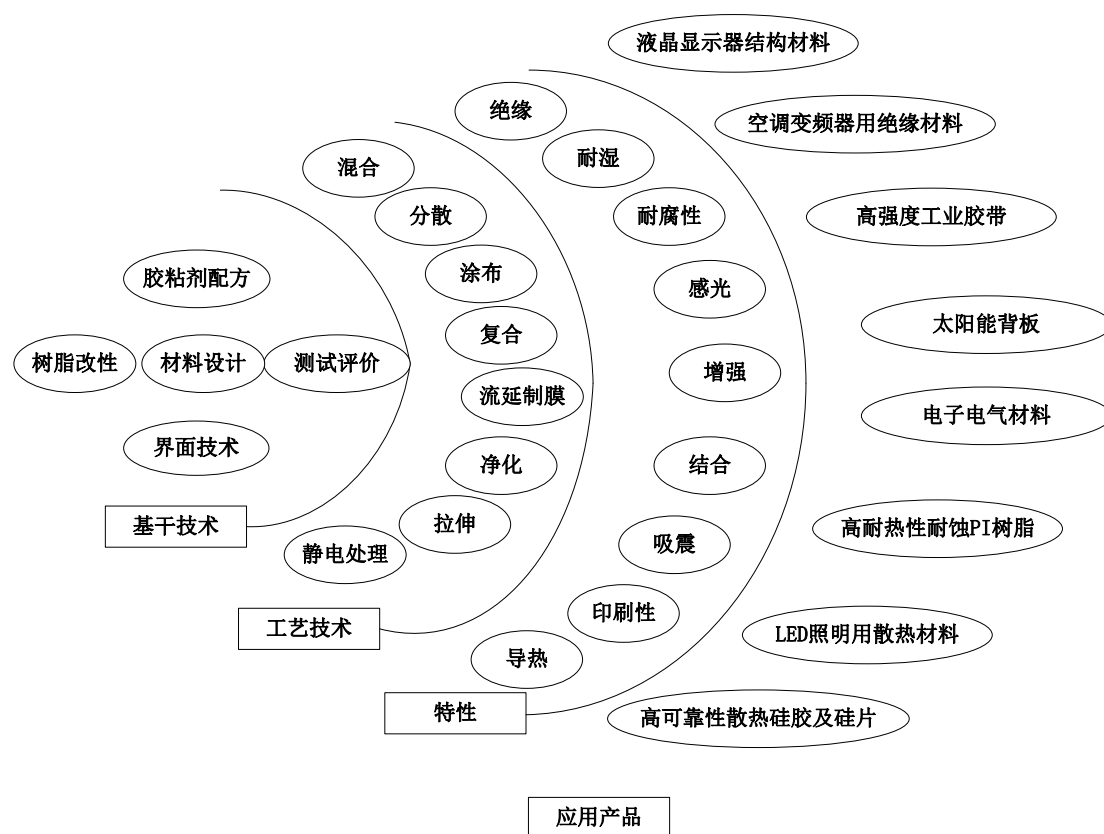 液晶显示器结构材料
绝缘
空调变频器用绝缘材料
混合
耐湿
分散
耐腐性
高强度工业胶带
胶粘剂配方
涂布
感光
复合
太阳能背板
树脂改性
材料设计
测试评价
增强
流延制膜
电子电气材料
界面技术
净化
结合
基干技术
拉伸
高耐热性耐蚀PI树脂
静电处理
吸震
工艺技术
印刷性
LED照明用散热材料
导热
特性
高可靠性散热硅胶及硅片
应用产品